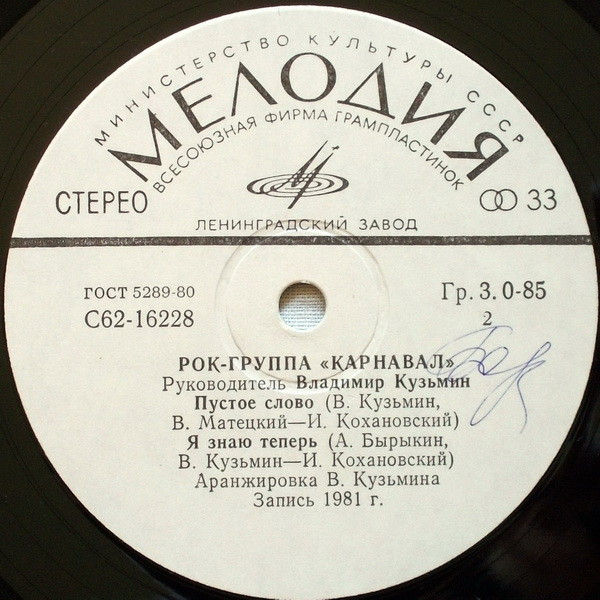 МИНИСТЕРСТВО КУЛЬТУРЫ СССР
МЕЛОДИЯ
ВСЕСОЮЗНАЯ ФИРМА ГРАМПЛАСТИНОК
СТЕРЕО
33
ЛЕНИНГРАДСКИЙ ЗАВОД
ГОСТ 5289-80
Гр. 3. 0-85
С62-16228
2
РОК-ГРУППА «КАРНАВАЛ»
Руководитель Владимир Кузьмин
Пустое слово (В. Кузьмин,
В. Матецкий—И. Кохановский)
Я знаю теперь (А. Бырыкин,
В. Кузьмин—И. Кохановский)
Аранжировка В. Кузьмина
Запись 1981 г.